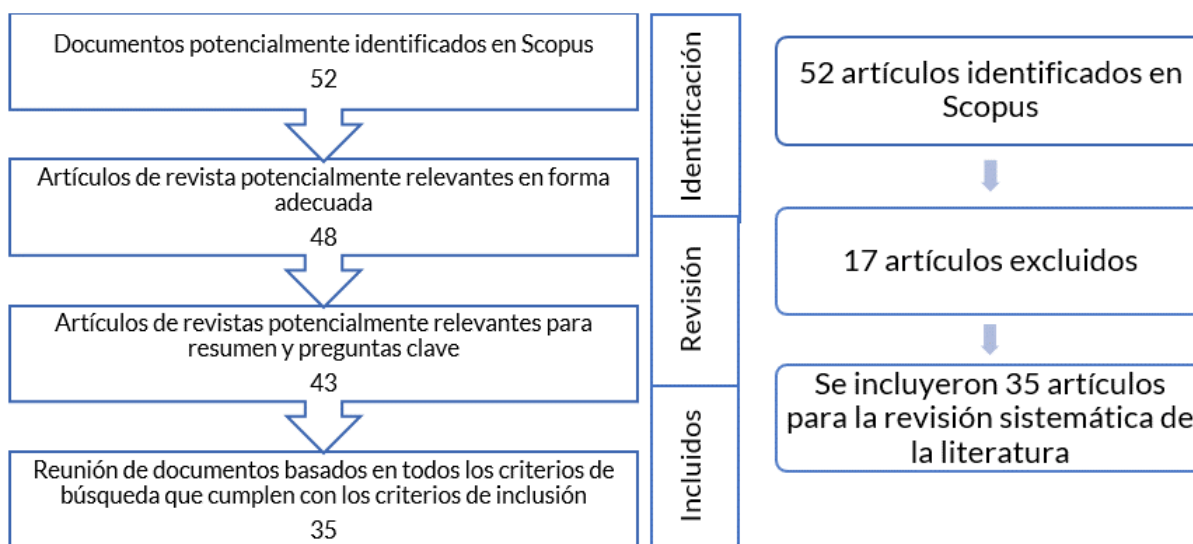 Documentos potencialmente identificados en Scopus
52
Artículos de revista potencialmente relevantes en forma
adecuada
48
Artículos de revistas potencialmente relevantes para
resumen y preguntas clave
43
Reunión de documentos basados en todos los criterios de
búsqueda que cumplen con los criterios de inclusión
35
Identificación
Revisión
Incluidos
52 artículos identificados en
Scopus
17 artículos excluidos
Se incluyeron 35 artículos
para la revisión sistemática de
la literatura